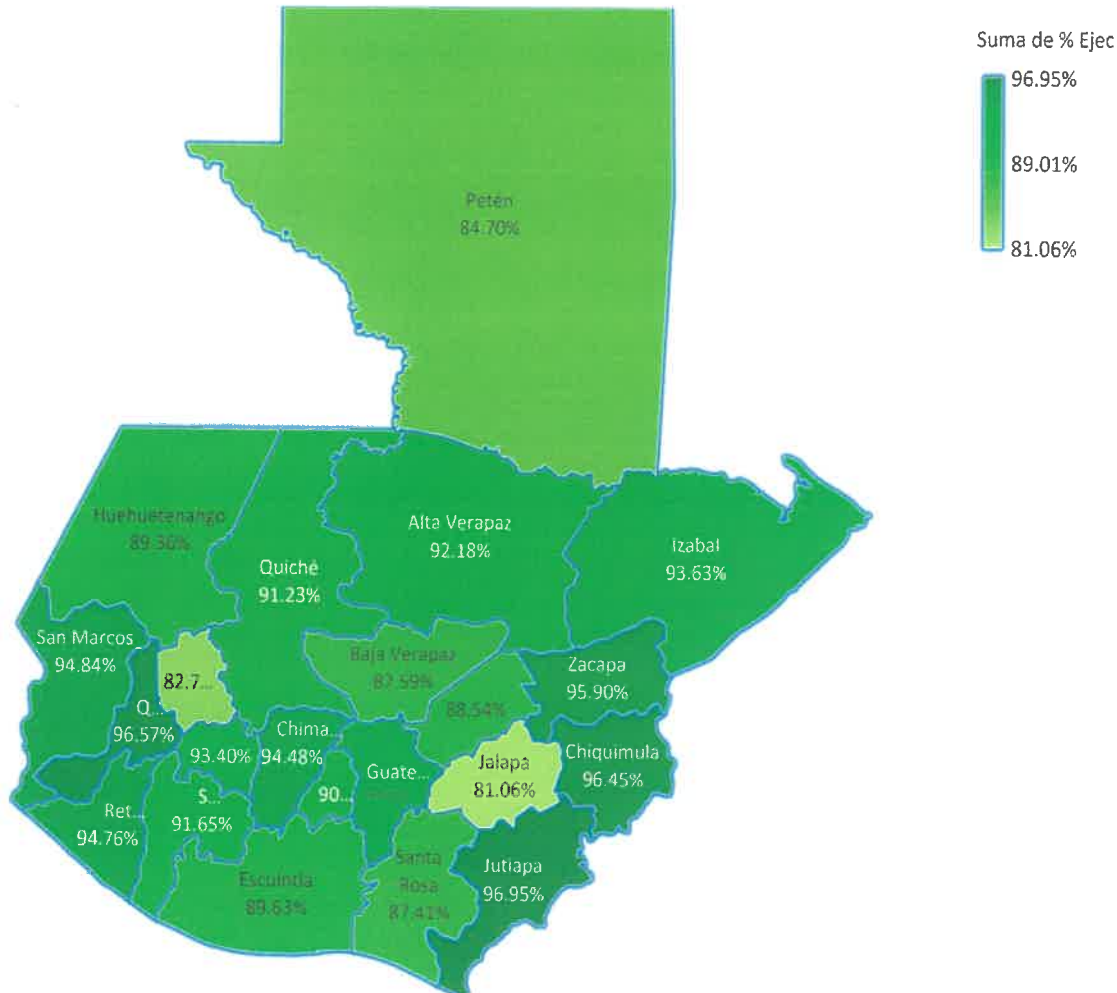 Suma de % Ejec
96.95%
89.01%
81.06%
Petén
84.70%
Huehuetenango
89.36%
Quiché
91.23%
Alta Verapaz
92.18%
Izabal
93.63%
San Marcos
94.84%
82.7...
Q...
96.57%
Baja Verapaz
87.59%
88.54%
Zacapa
95.90%
Chiquimula
96.45%
Jalapa
81.06%
93.40%
Chima...
94.48%
90...
Guate...
Ret...
94.76%
S...
91.65%
Escuintla
89.63%
Santa
Rosa
87.41%
Jutiapa
96.95%